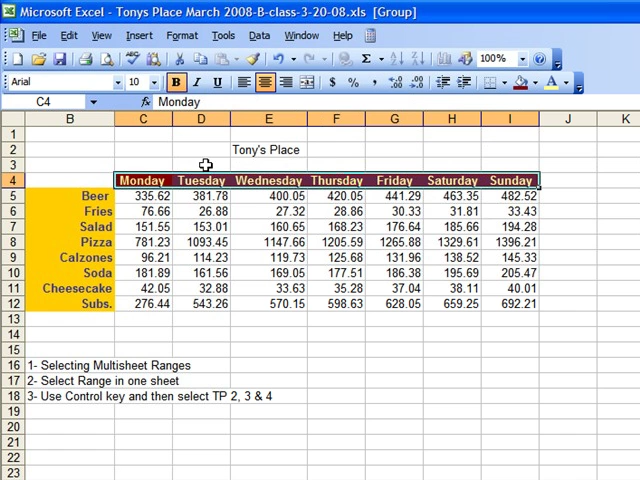 Microsoft Excel - Tonys Place March 2008-B-class-3-20-08.xls [Group]
File Edit View Insert Format Tools Data Window Help
100%
Arial 10 B I U $ % ,
C4 fx Monday
B C D E F G H I J K
1
2 Tony's Place
3
4 Monday Tuesday Wednesday Thursday Friday Saturday Sunday
5 Beer 335.62 381.78 400.05 420.05 441.29 463.35 482.52
6 Fries 76.66 26.88 27.32 28.86 30.33 31.81 33.43
7 Salad 151.55 153.01 160.65 168.23 176.64 185.66 194.28
8 Pizza 781.23 1093.45 1147.66 1205.59 1265.88 1329.61 1396.21
9 Calzones 96.21 114.23 119.73 125.68 131.96 138.52 145.33
10 Soda 181.89 161.56 169.05 177.51 186.38 195.69 205.47
11 Cheesecake 42.05 32.88 33.63 35.28 37.04 38.11 40.01
12 Subs. 276.44 543.26 570.15 598.63 628.05 659.25 692.21
13
14
15
16 1- Selecting Multisheet Ranges
17 2- Select Range in one sheet
18 3- Use Control key and then select TP 2, 3 & 4
19
20
21
22
23